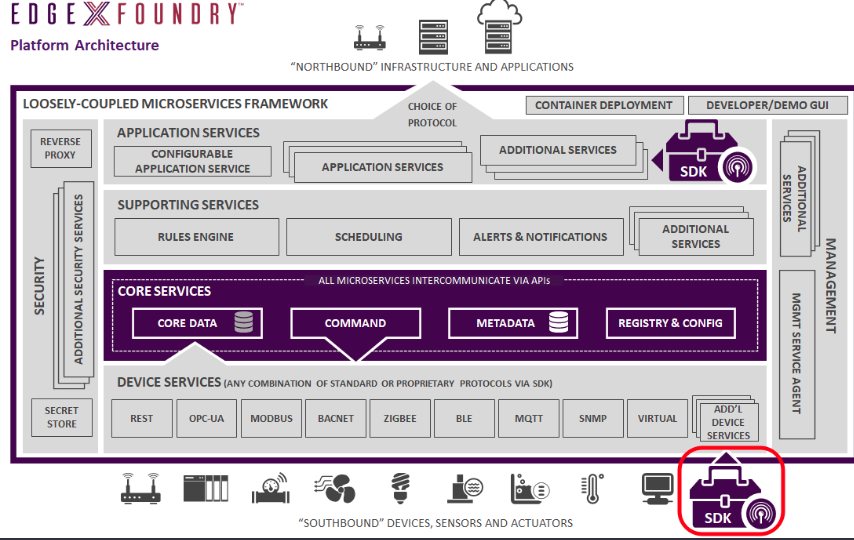 EDGE X FOUNDRY™
Platform Architecture
“NORTHBOUND” INFRASTRUCTURE AND APPLICATIONS
LOOSELY-COUPLED MICROSERVICES FRAMEWORK
CHOICE OF
PROTOCOL
CONTAINER DEPLOYMENT
DEVELOPER/DEMO GUI
REVERSE
PROXY
SECURITY
ADDITIONAL SECURITY SERVICES
SECRET
STORE
APPLICATION SERVICES
CONFIGURABLE
APPLICATION SERVICE
APPLICATION SERVICES
ADDITIONAL SERVICES
SDK
SUPPORTING SERVICES
RULES ENGINE
SCHEDULING
ALERTS & NOTIFICATIONS
ADDITIONAL
SERVICES
ALL MICROSERVICES INTERCOMMUNICATE VIA APIs
CORE SERVICES
CORE DATA
COMMAND
METADATA
REGISTRY & CONFIG
DEVICE SERVICES (ANY COMBINATION OF STANDARD OR PROPRIETARY PROTOCOLS VIA SDK)
REST
OPC-UA
MODBUS
BACNET
ZIGBEE
BLE
MQTT
SNMP
VIRTUAL
ADD'L
DEVICE
SERVICES
ADDITIONAL
SERVICES
MANAGEMENT
MGMT SERVICE AGENT
SDK
“SOUTHBOUND” DEVICES, SENSORS AND ACTUATORS